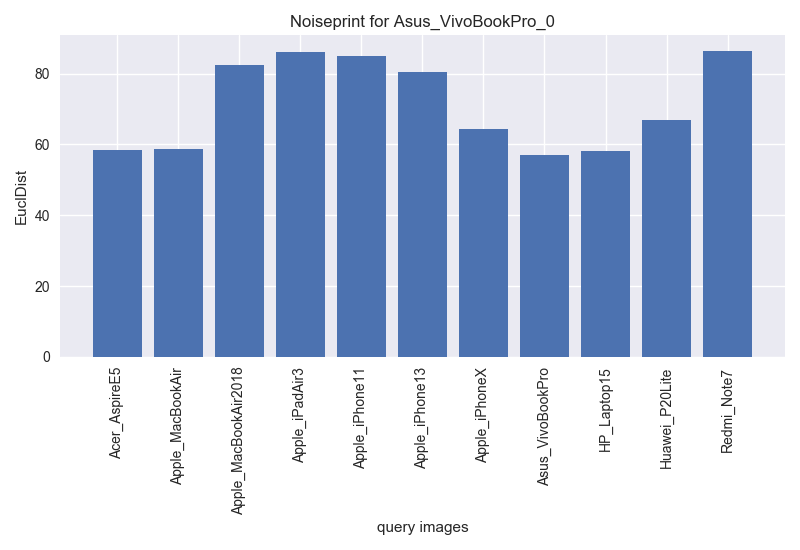 Noiseprint for Asus_VivoBookPro_0
EuclDist
80
60
40
20
0
Acer_AspireE5
Apple_MacBookAir
Apple_MacBookAir2018
Apple_iPadAir3
Apple_iPhone11
Apple_iPhone13
Apple_iPhoneX
Asus_VivoBookPro
HP_Laptop15
Huawei_P20Lite
Redmi_Note7
query images